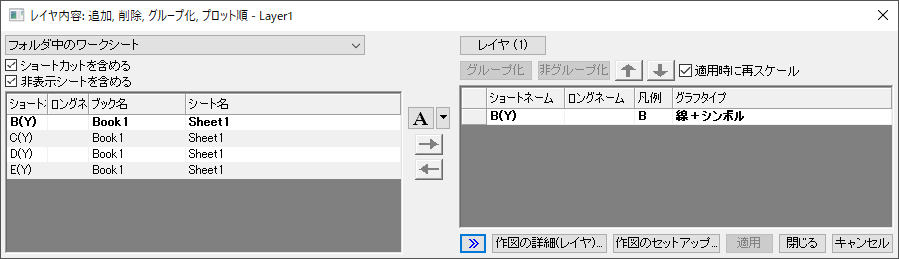 レイヤ内容: 追加, 削除, グループ化, プロット順 - Layer1
フォルダ中のワークシート
ショートカットを含める
非表示シートを含める
ショートネ ロングネ ブック名 シート名
B(Y) Book1 Sheet1
C(Y) Book1 Sheet1
D(Y) Book1 Sheet1
E(Y) Book1 Sheet1
A
レイヤ (1)
グループ化 非グループ化 適用時に再スケール
ショートネーム ロングネーム 凡例 グラフタイプ
B(Y) B 線+シンボル
作図の詳細(レイヤ)... 作図のセットアップ... 適用 閉じる キャンセル